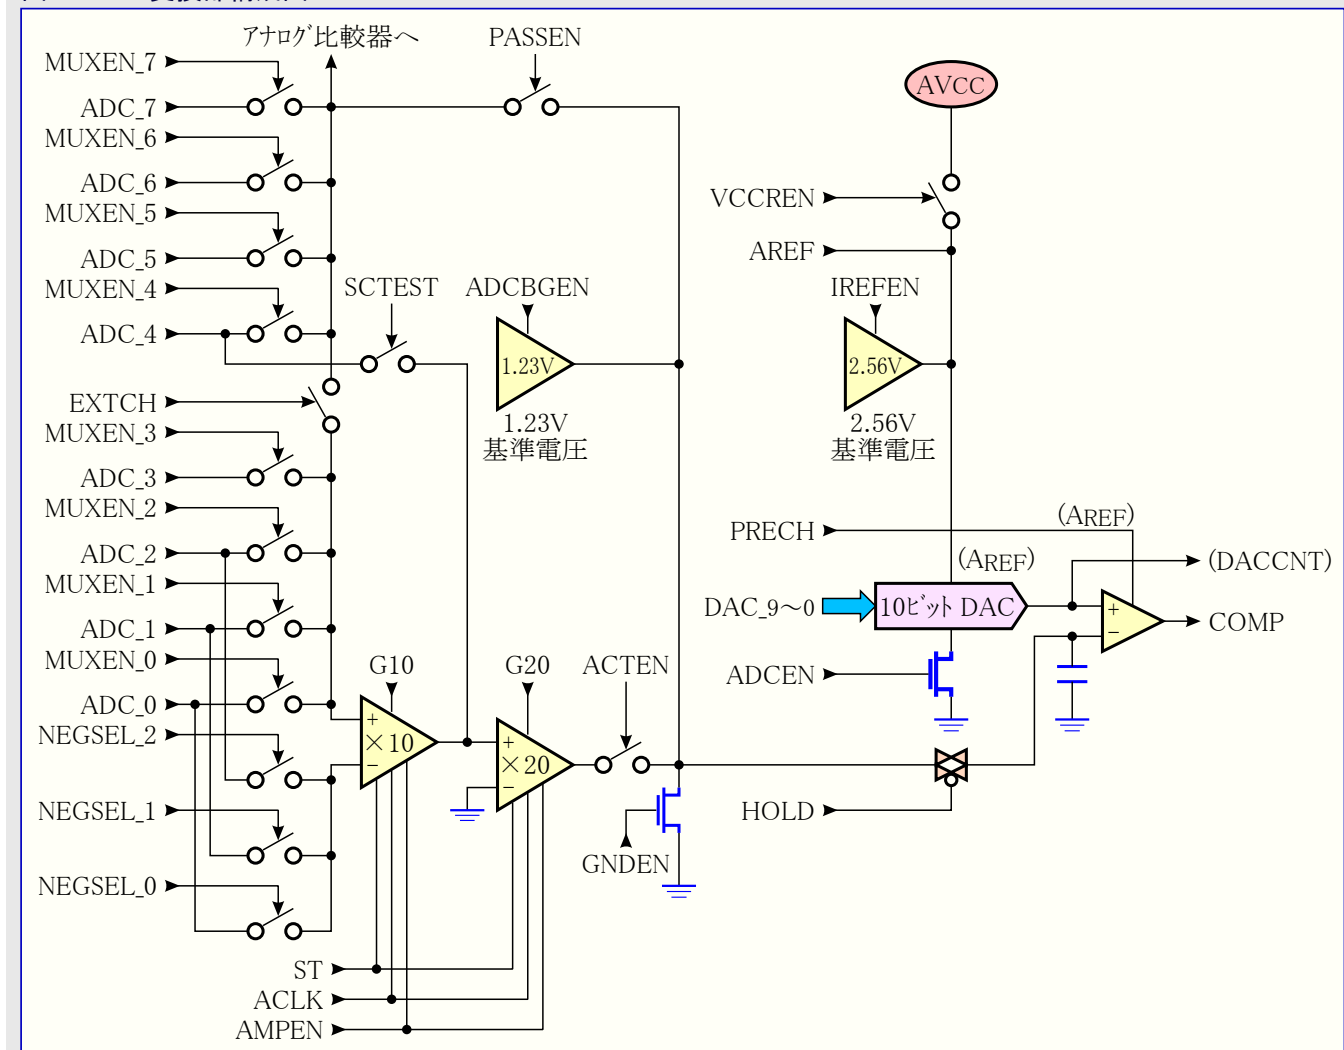 アナログ比較器へ
PASSEN
MUXEN_7
ADC_7
AVCC
MUXEN_6
ADC_6
VCCREN
MUXEN_5
AREF
ADC_5
MUXEN_4
SCTEST
ADCBGEN
IREFEN
ADC_4
1.23V
2.56V
EXTCH
1.23V
基準電圧
2.56V
基準電圧
MUXEN_3
ADC_3
MUXEN_2
PRECH
(AREF)
ADC_2
(AREF)
(DACCNT)
MUXEN_1
DAC_9～0
10ビット DAC
+
−
COMP
ADC_1
MUXEN_0
G10
G20
ACTEN
ADCEN
ADC_0
NEGSEL_2
+
×10
−
+
×20
−
NEGSEL_1
HOLD
GNDEN
NEGSEL_0
ST
ACLK
AMPEN